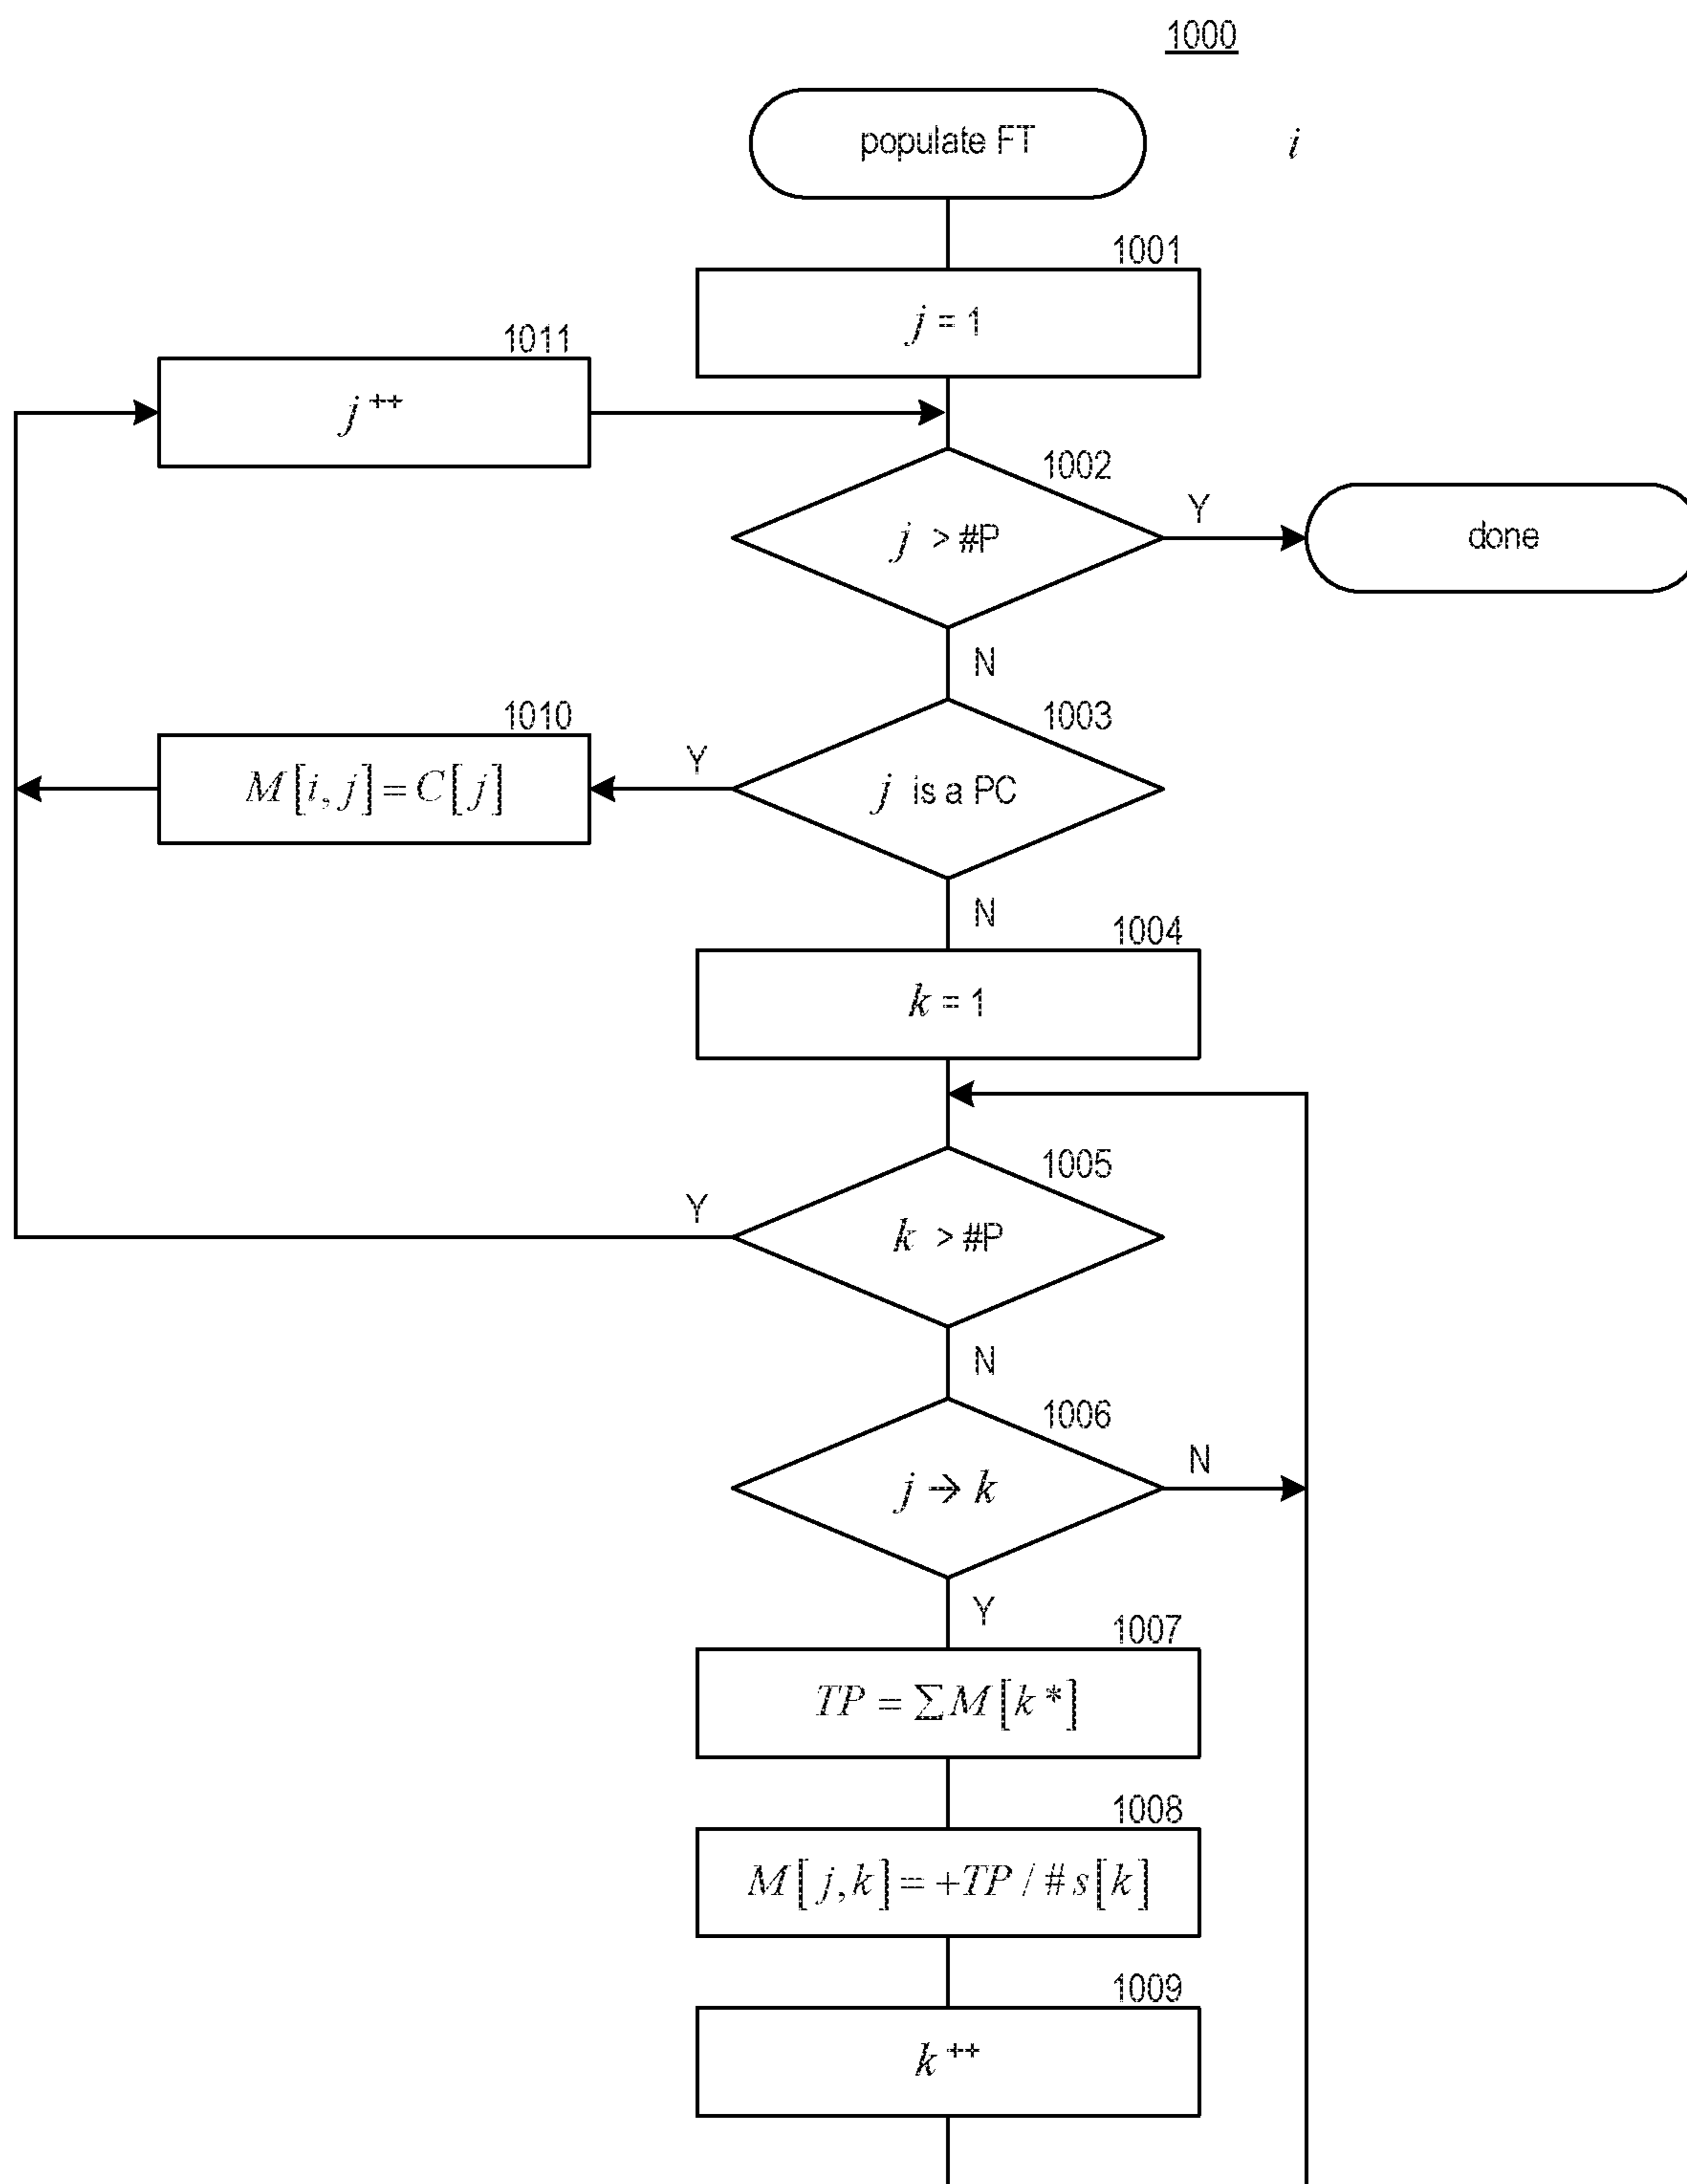 1000
populate FT
i
1001
j = 1
1011
j ++
1002
j > #P
Y
done
N
1010
M[i, j] = C[j]
Y
1003
j is a PC
N
1004
k = 1
1005
Y
k > #P
N
1006
j → k
N
Y
1007
TP = ∑M[k*]
1008
M[j,k] = +TP / # s[k]
1009
k ++